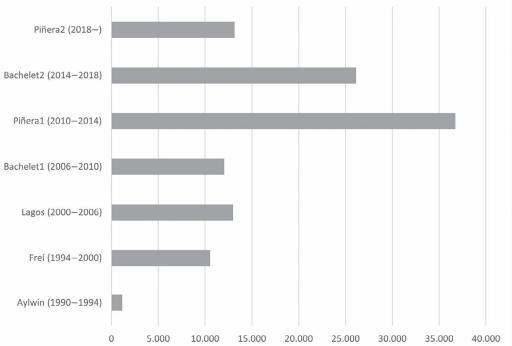 Piñera2 (2018−)
Bachelet2 (2014−2018)
Piñera1 (2010−2014)
Bachelet1 (2006−2010)
Lagos (2000−2006)
Frei (1994−2000)
Aylwin (1990−1994)
0 5.000 10.000 15.000 20.000 25.000 30.000 35.000 40.000